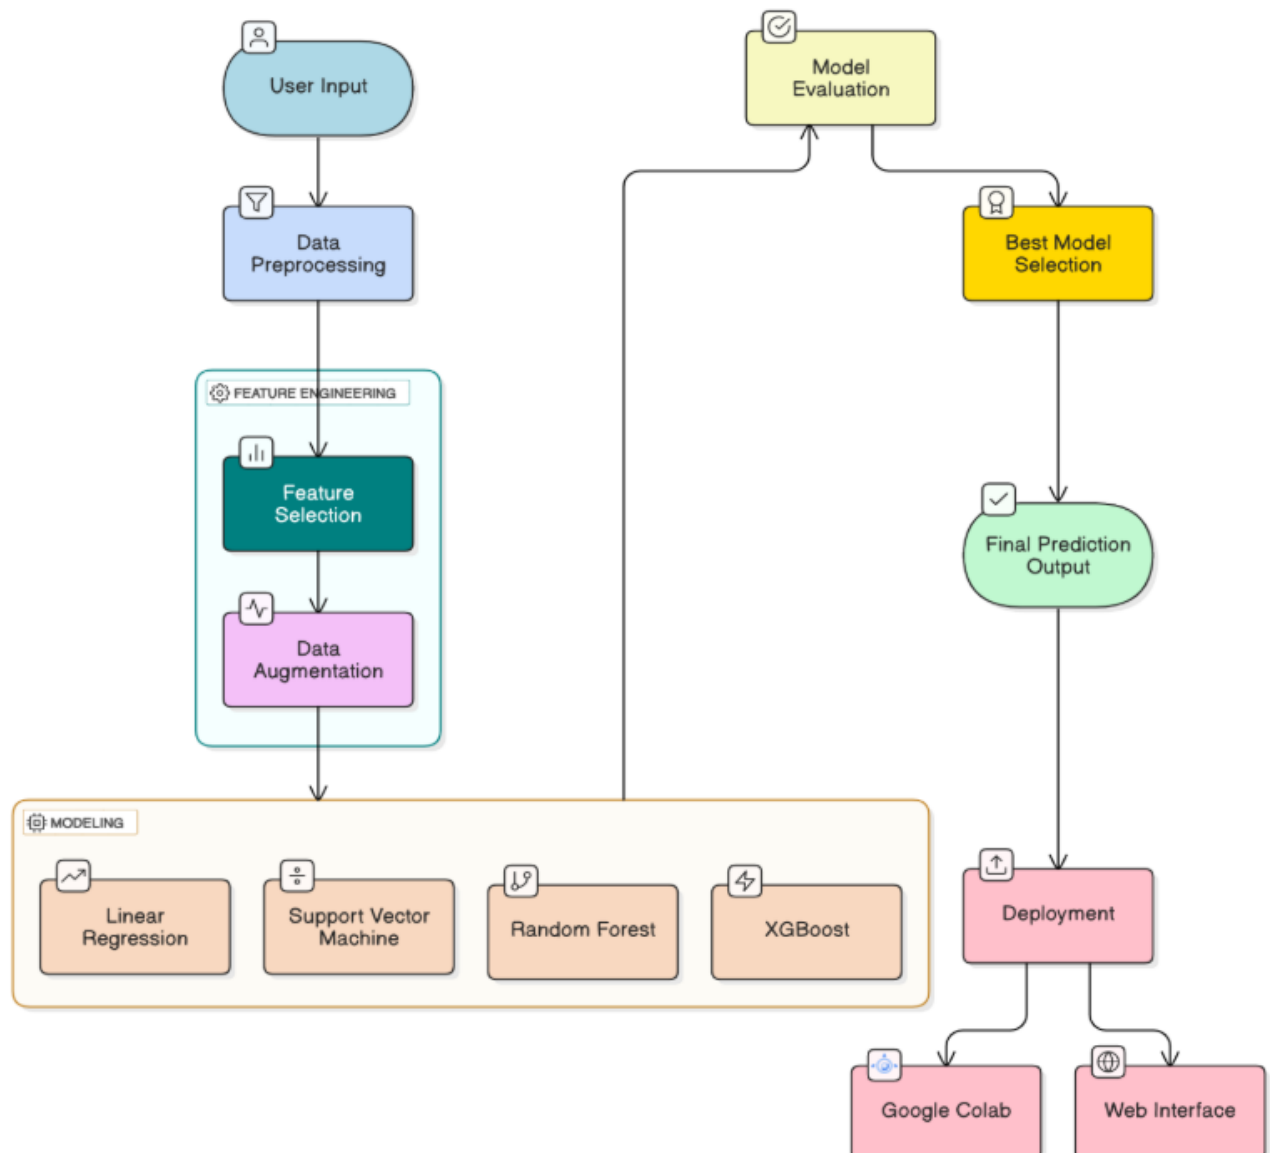 User Input
Data
Preprocessing
FEATURE ENGINEERING
Feature
Selection
Data
Augmentation
MODELING
Linear
Regression
Support Vector
Machine
Random Forest
XGBoost
Model
Evaluation
Best Model
Selection
Final Prediction
Output
Deployment
Google Colab
Web Interface